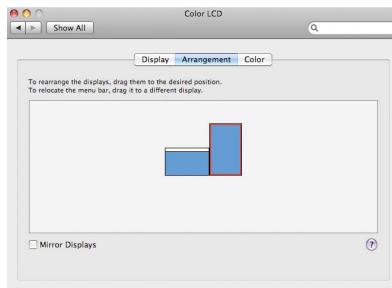 Color LCD
Show All
Display Arrangement Color
To rearrange the displays, drag them to the desired position.
To relocate the menu bar, drag it to a different display.
Mirror Displays
?